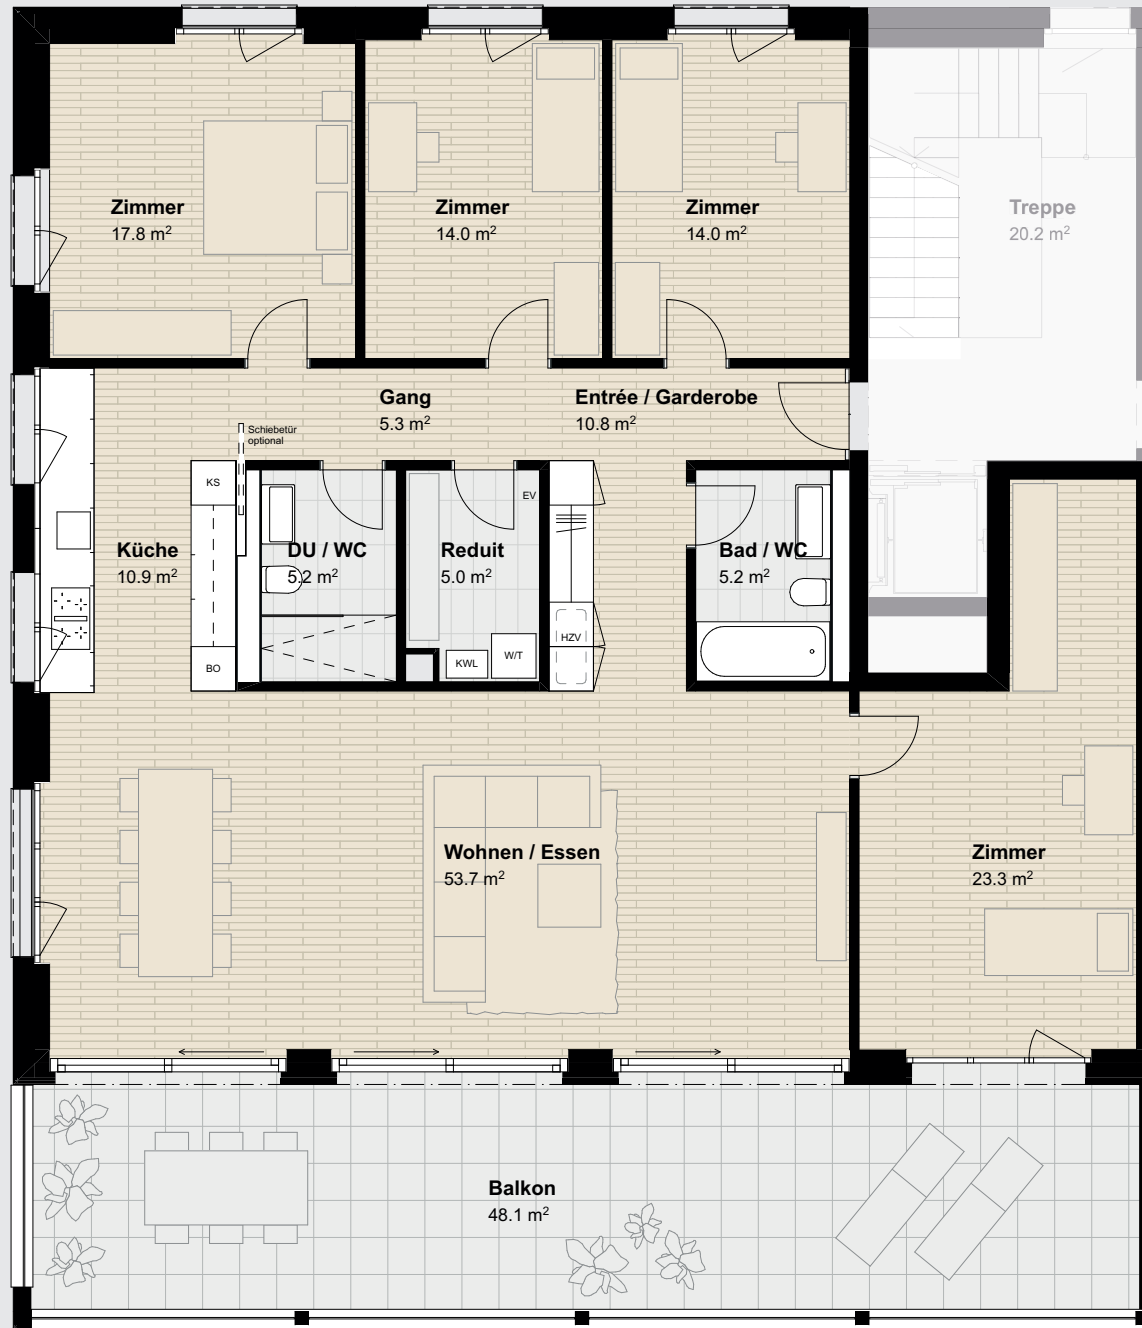 Zimmer
17.8 m²
Zimmer
14.0 m²
Zimmer
14.0 m²
Treppe
20.2 m²
Gang
5.3 m²
Entrée / Garderobe
10.8 m²
Schiebetür
optional
KS
EV
Küche
10.9 m²
DU / WC
5.2 m²
Reduit
5.0 m²
Bad / WC
5.2 m²
HZV
BO
KWL
W/T
Wohnen / Essen
53.7 m²
Zimmer
23.3 m²
Balkon
48.1 m²